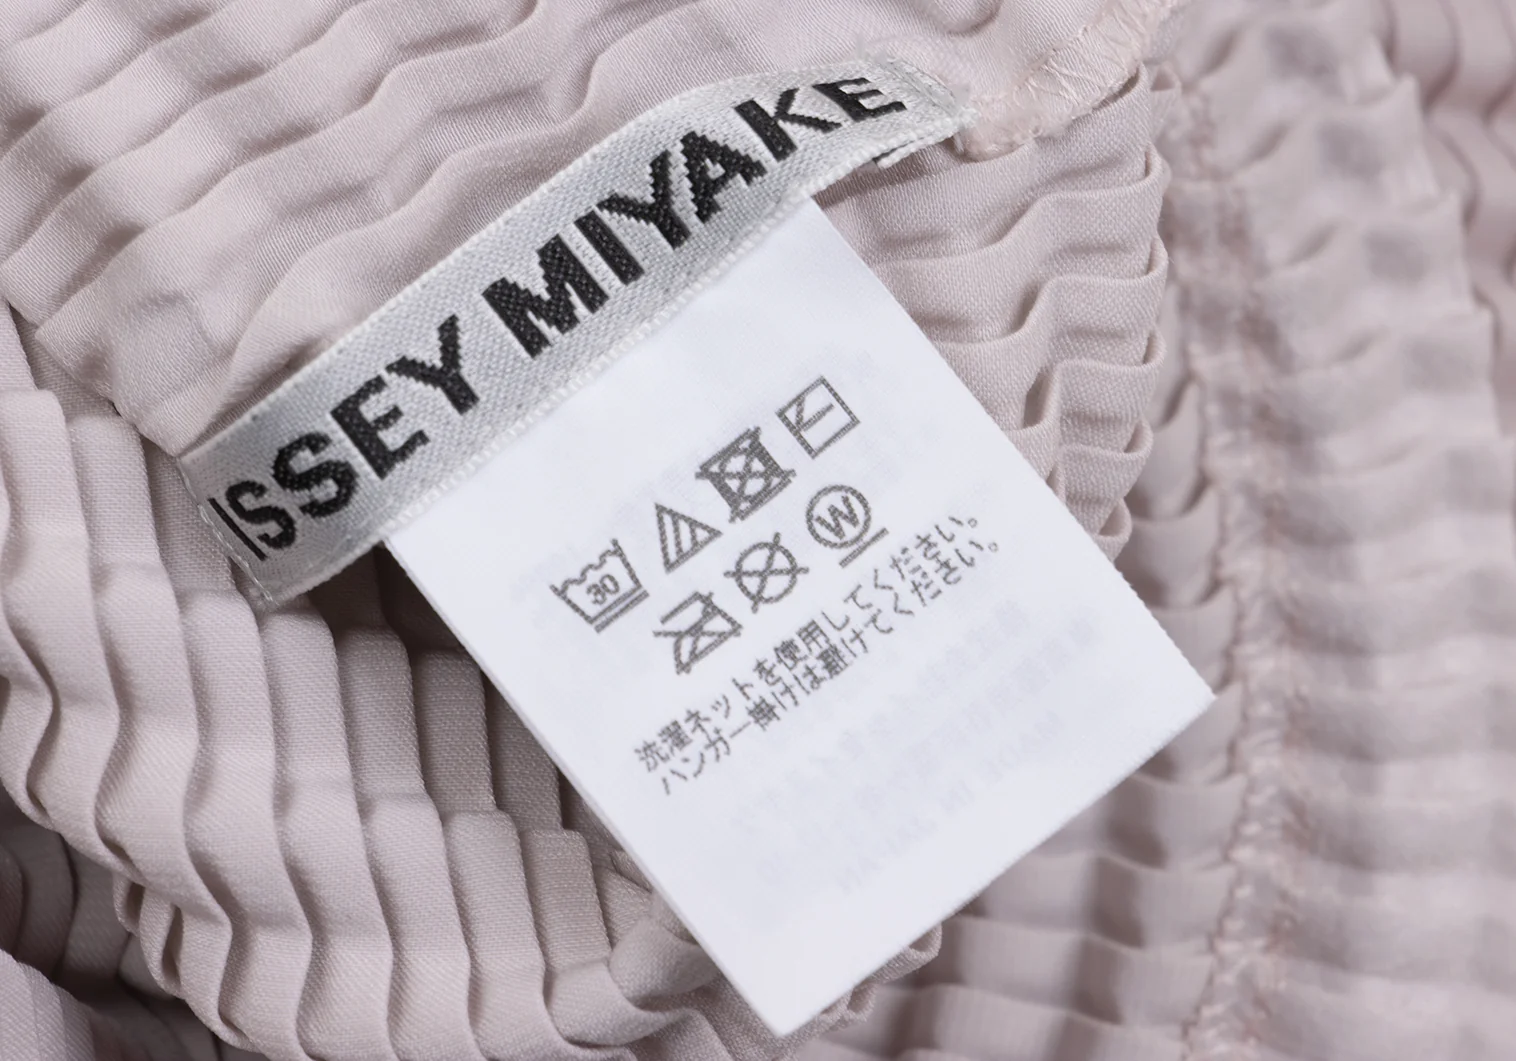 ISSEY MIYAKE
30
W
洗濯ネットを使用してください。
ハンガー掛けは避けてください。